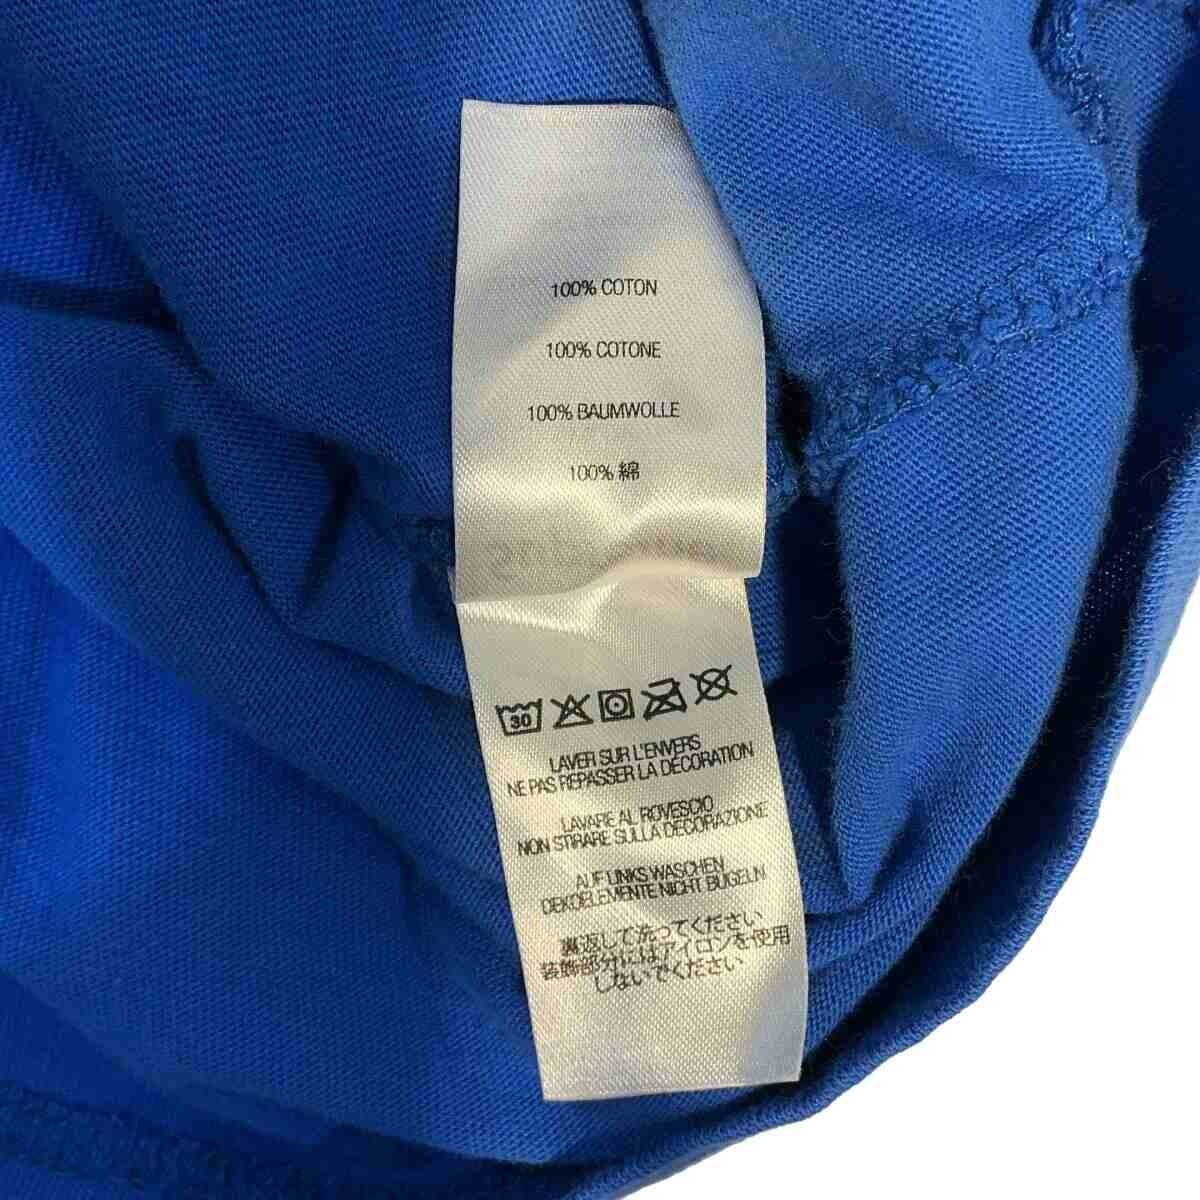 100% COTON
100% COTONE
100% BAUMWOLLE
100% 綿
30
LAVER SUR L'ENVERS
NE PAS REPASSER LA DÉCORATION
LAVARE AL ROVESCIO
NON STIRARE SULLA DECORAZIONE
AUF LINKS WASCHEN
DEKOELEMENTE NICHT BÜGELN
裏返して洗ってください
装飾部分にはアイロンを使用
しないでください